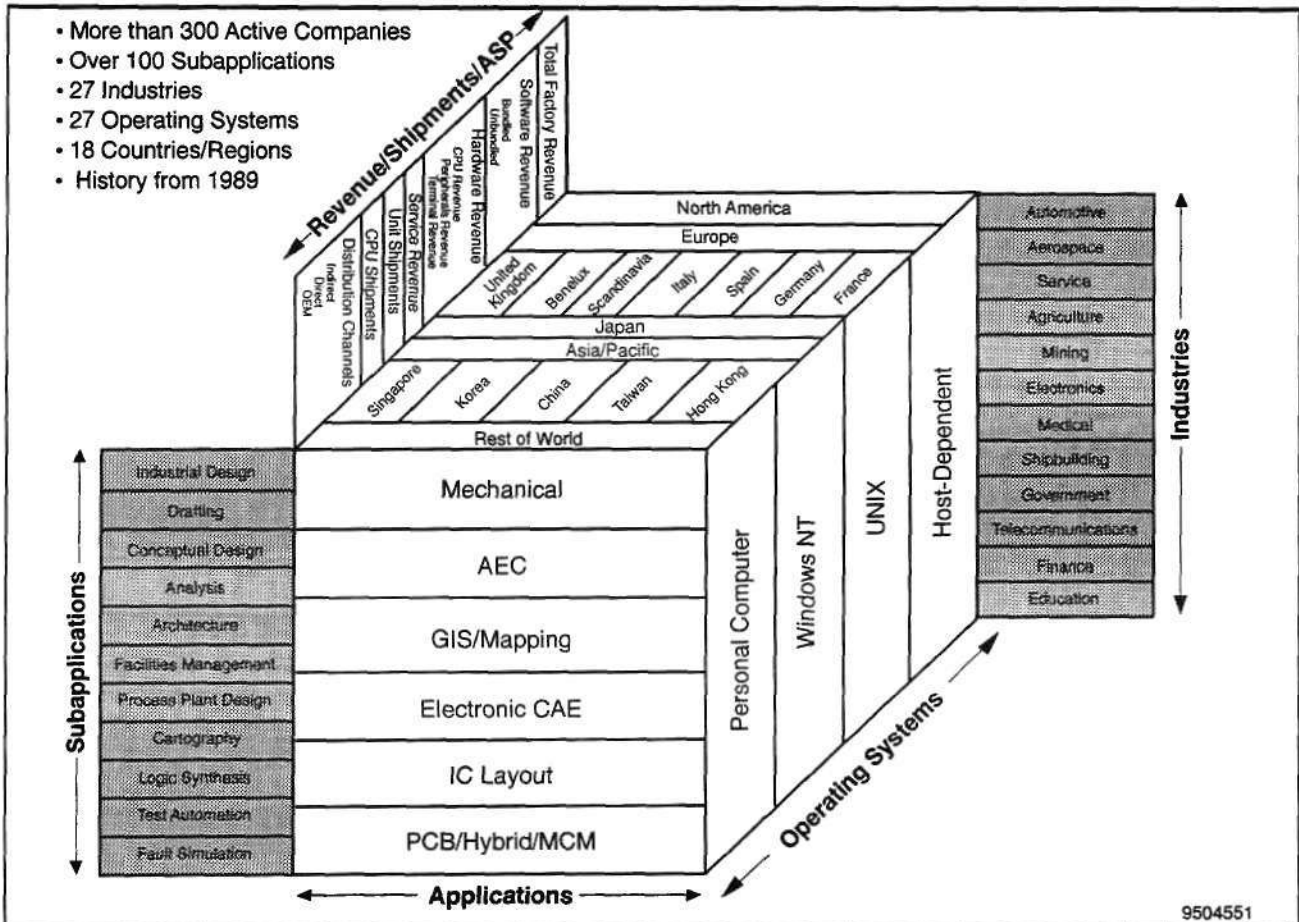 • More than 300 Active Companies
• Over 100 Subapplications
• 27 Industries
• 27 Operating Systems
• 18 Countries/Regions
• History from 1989
Revenue/Shipments/ASP
Total Factory Revenue
Software Revenue
Bundled
Unbundled
Hardware Revenue
CPU Revenue
Peripherals Revenue
Terminal Revenue
Service Revenue
Unit Shipments
CPU Shipments
Distribution Channels
Indirect
Direct
OEM
North America
Europe
United
Kingdom
Benelux
Scandinavia
Italy
Spain
Germany
France
Japan
Asia/Pacific
Singapore
Korea
China
Taiwan
Hong Kong
Rest of World
Subapplications
Industrial Design
Drafting
Conceptual Design
Analysis
Architecture
Facilities Management
Process Plant Design
Cartography
Logic Synthesis
Test Automation
Fault Simulation
Mechanical
AEC
GIS/Mapping
Electronic CAE
IC Layout
PCB/Hybrid/MCM
Applications
Personal Computer
Windows NT
UNIX
Host-Dependent
Operating Systems
Automotive
Aerospace
Service
Agriculture
Mining
Electronics
Medical
Shipbuilding
Government
Telecommunications
Finance
Education
Industries
9504551